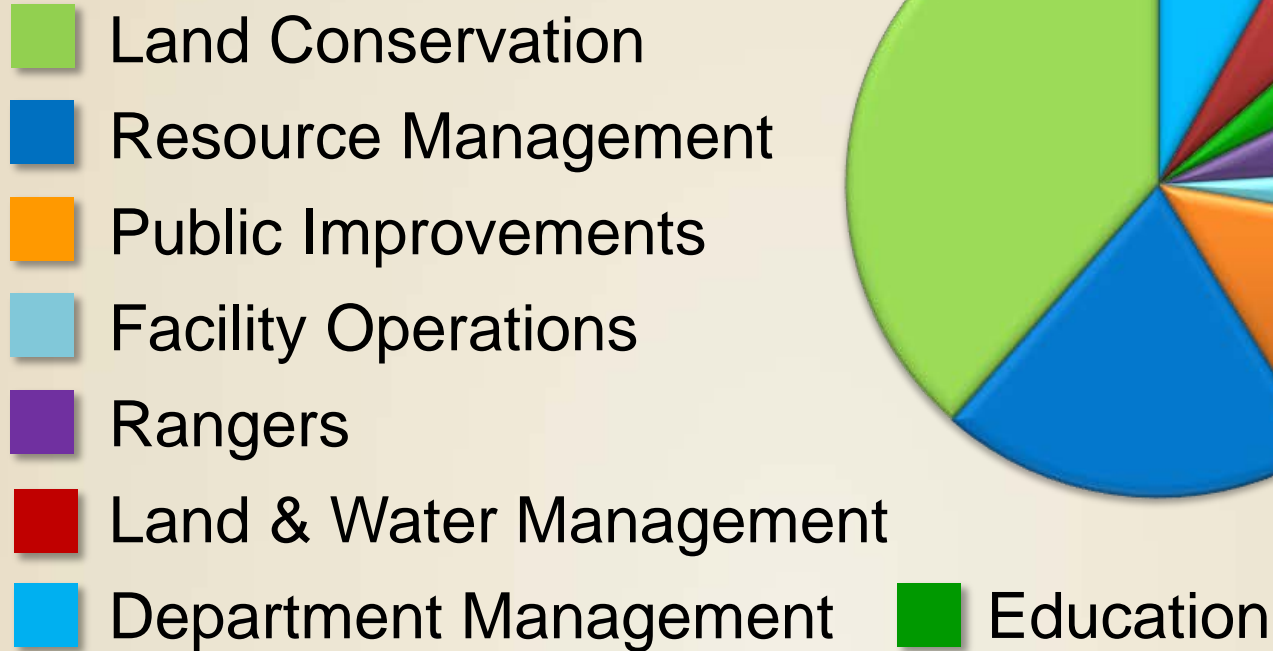 Land Conservation
Resource Management
Public Improvements
Facility Operations
Rangers
Land & Water Management
Department Management Education